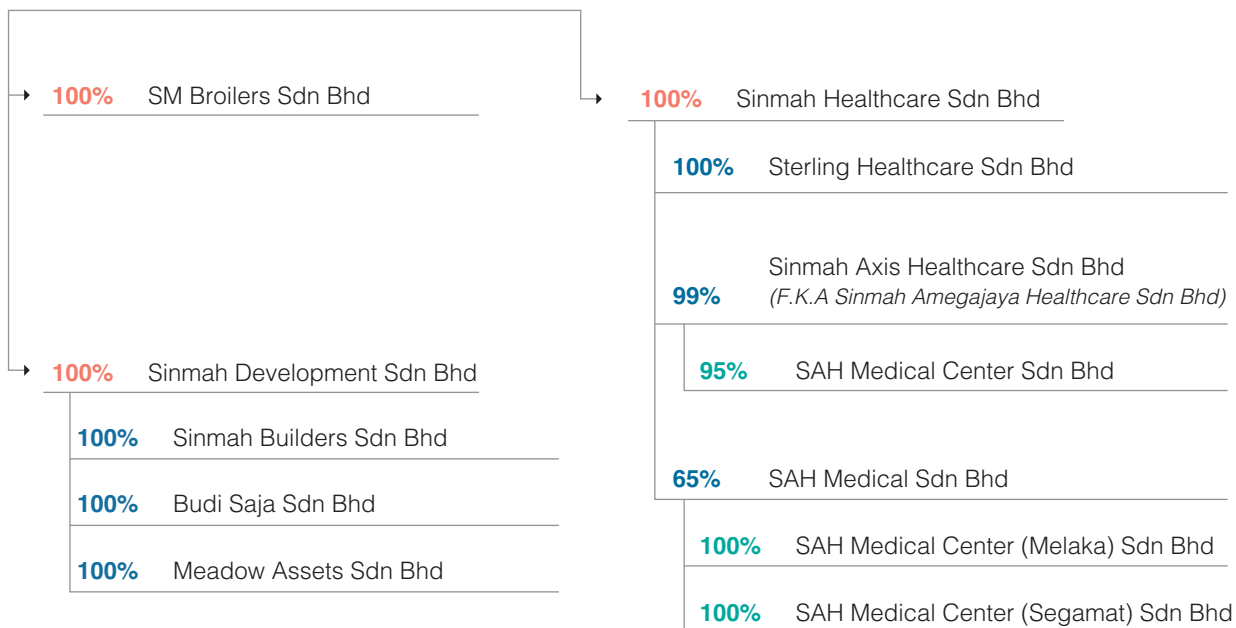 100% SM Broilers Sdn Bhd
100% Sinmah Development Sdn Bhd
100% Sinmah Builders Sdn Bhd
100% Budi Saja Sdn Bhd
100% Meadow Assets Sdn Bhd
100% Sinmah Healthcare Sdn Bhd
100% Sterling Healthcare Sdn Bhd
Sinmah Axis Healthcare Sdn Bhd
99% (F.K.A Sinmah Amegajaya Healthcare Sdn Bhd)
95% SAH Medical Center Sdn Bhd
65% SAH Medical Sdn Bhd
100% SAH Medical Center (Melaka) Sdn Bhd
100% SAH Medical Center (Segamat) Sdn Bhd